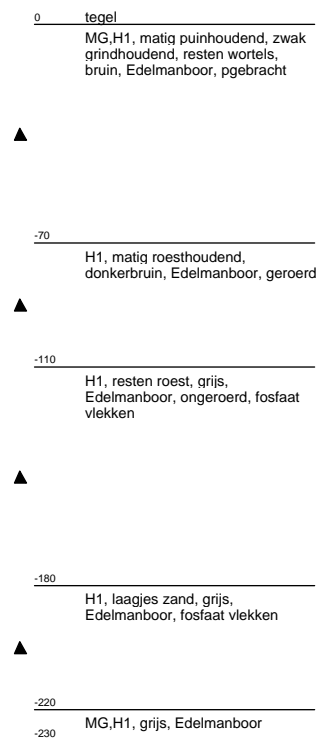 0 tegel
MG,H1, matig puinhoudend, zwak
grindhoudend, resten wortels,
bruin, Edelmanboor, pgebracht
-70
H1, matig roesthoudend,
donkerbruin, Edelmanboor, geroerd
-110
H1, resten roest, grijs,
Edelmanboor, ongeroerd, fosfaat
vlekken
-180
H1, laagjes zand, grijs,
Edelmanboor, fosfaat vlekken
-220
MG,H1, grijs, Edelmanboor
-230